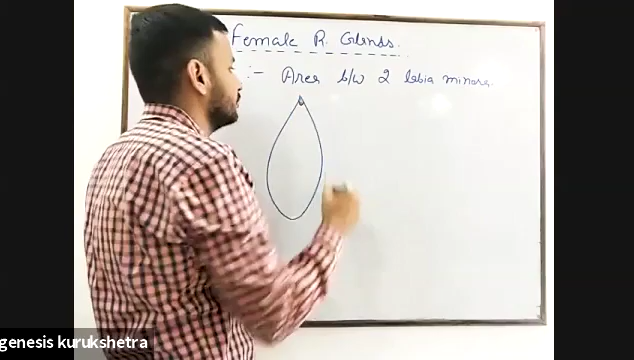 Female R. Glands.
:- Area b/w 2 labia minora.
genesis kurukshetra